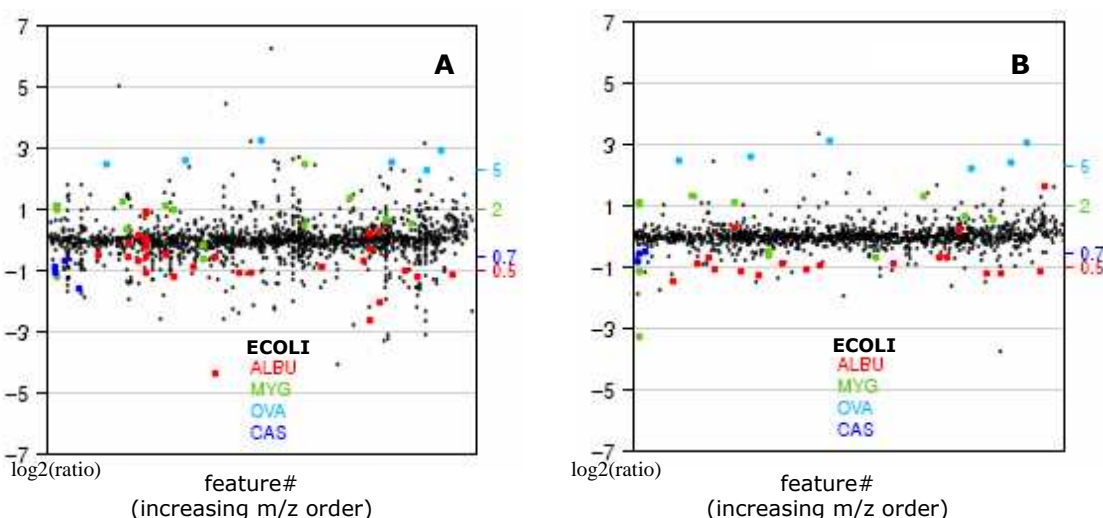 7
5
3
1
−1
−3
−5
−7
A
5
2
0.7
0.5
ECOLI
ALBU
MYG
OVA
CAS
log2(ratio)
feature#
(increasing m/z order)
7
5
3
1
−1
−3
−5
−7
B
5
2
0.7
0.5
ECOLI
ALBU
MYG
OVA
CAS
log2(ratio)
feature#
(increasing m/z order)